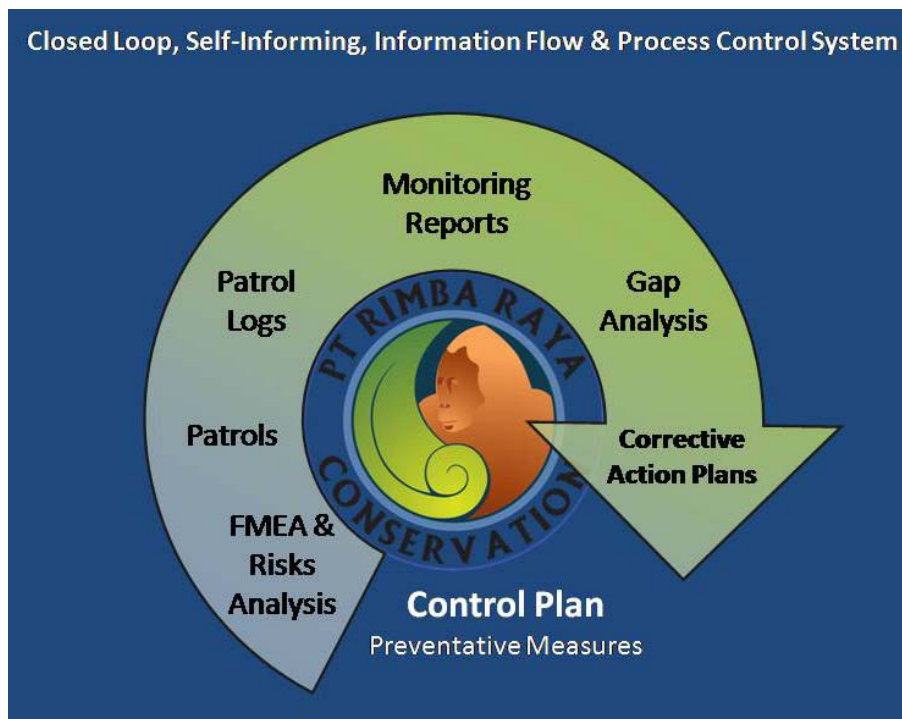 Closed Loop, Self-Informing, Information Flow & Process Control System
Monitoring
Reports
Patrol
Logs
Gap
Analysis
PT RIMBA RAYA
CONSERVATION
Patrols
Corrective
Action Plans
FMEA &
Risks
Analysis
Control Plan
Preventative Measures